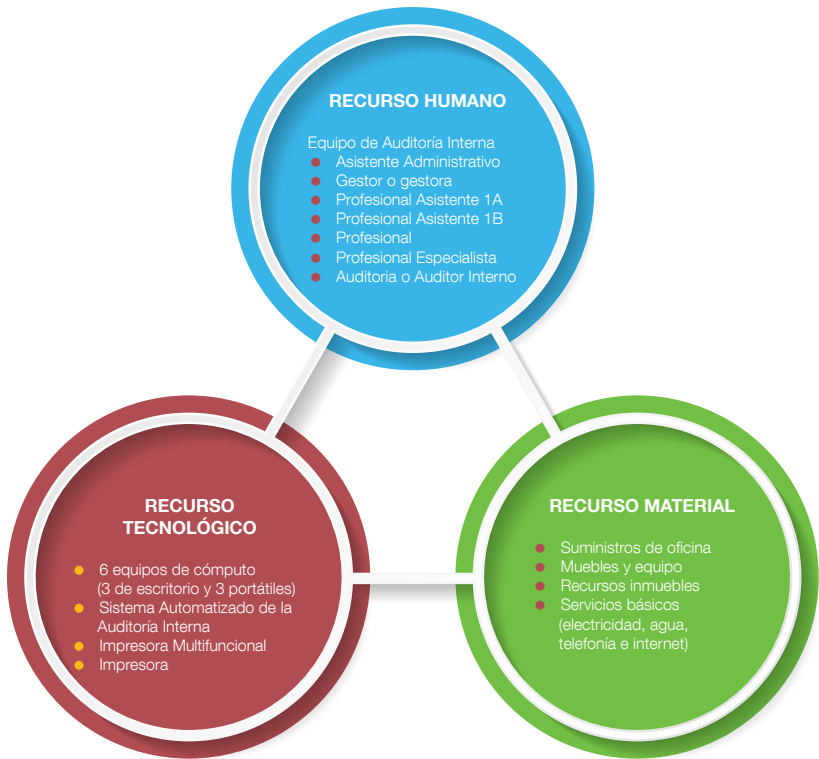 RECURSO HUMANO
Equipo de Auditoría Interna
Asistente Administrativo
Gestor o gestora
Profesional Asistente 1A
Profesional Asistente 1B
Profesional
Profesional Especialista
Auditoria o Auditor Interno
RECURSO
TECNOLÓGICO
6 equipos de cómputo
(3 de escritorio y 3 portátiles)
Sistema Automatizado de la
Auditoría Interna
Impresora Multifuncional
Impresora
RECURSO MATERIAL
Suministros de oficina
Muebles y equipo
Recursos inmuebles
Servicios básicos
(electricidad, agua,
telefonía e internet)